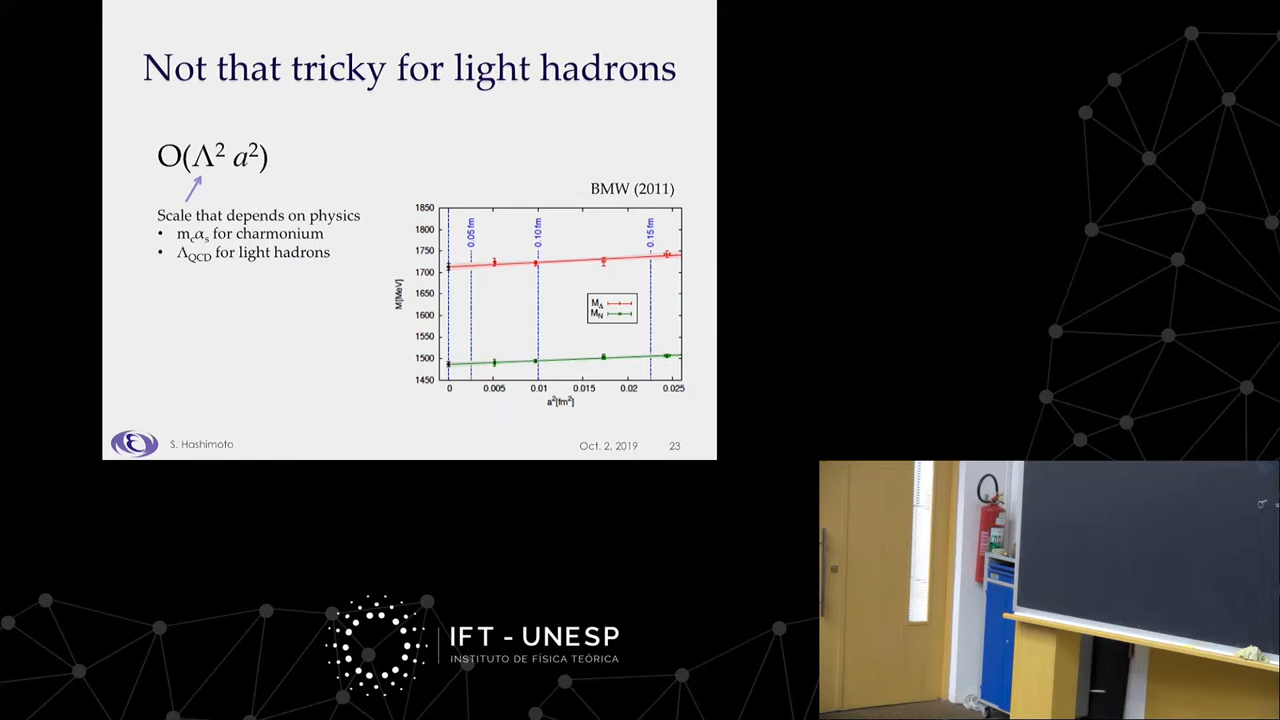 Not that tricky for light hadrons
O(Λ² a²)
Scale that depends on physics
• m_cα_s for charmonium
• Λ_QCD for light hadrons
BMW (2011)
1850
1800
1750
1700
1650
1600
1550
1500
1450
M[MeV]
0.05 fm
0.10 fm
0.15 fm
M_Δ
M_N
0 0.005 0.01 0.015 0.02 0.025
a²[fm²]
S. Hashimoto
Oct. 2, 2019 23
IFT - UNESP
INSTITUTO DE FÍSICA TEÓRICA